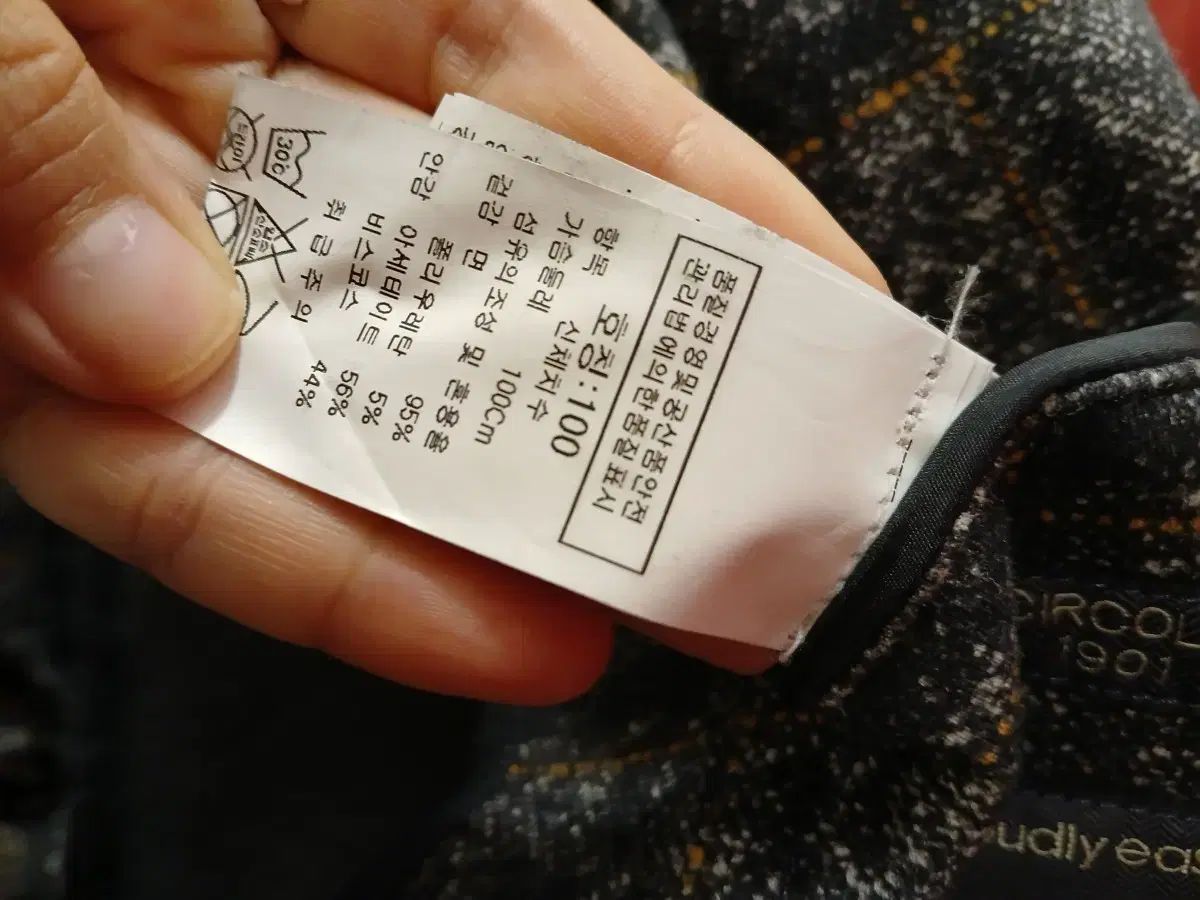 품질경영및공산품안전
관리법에의한품질표시
호칭:100
항목 신체치수
가슴둘레 100Cm
섬유의조성 및 혼용율
겉감 면 95%
폴리우레탄 5%
안감 아세테이트 56%
비스코스 44%
취급주의
30c
CIRCOL
1901
udly eas